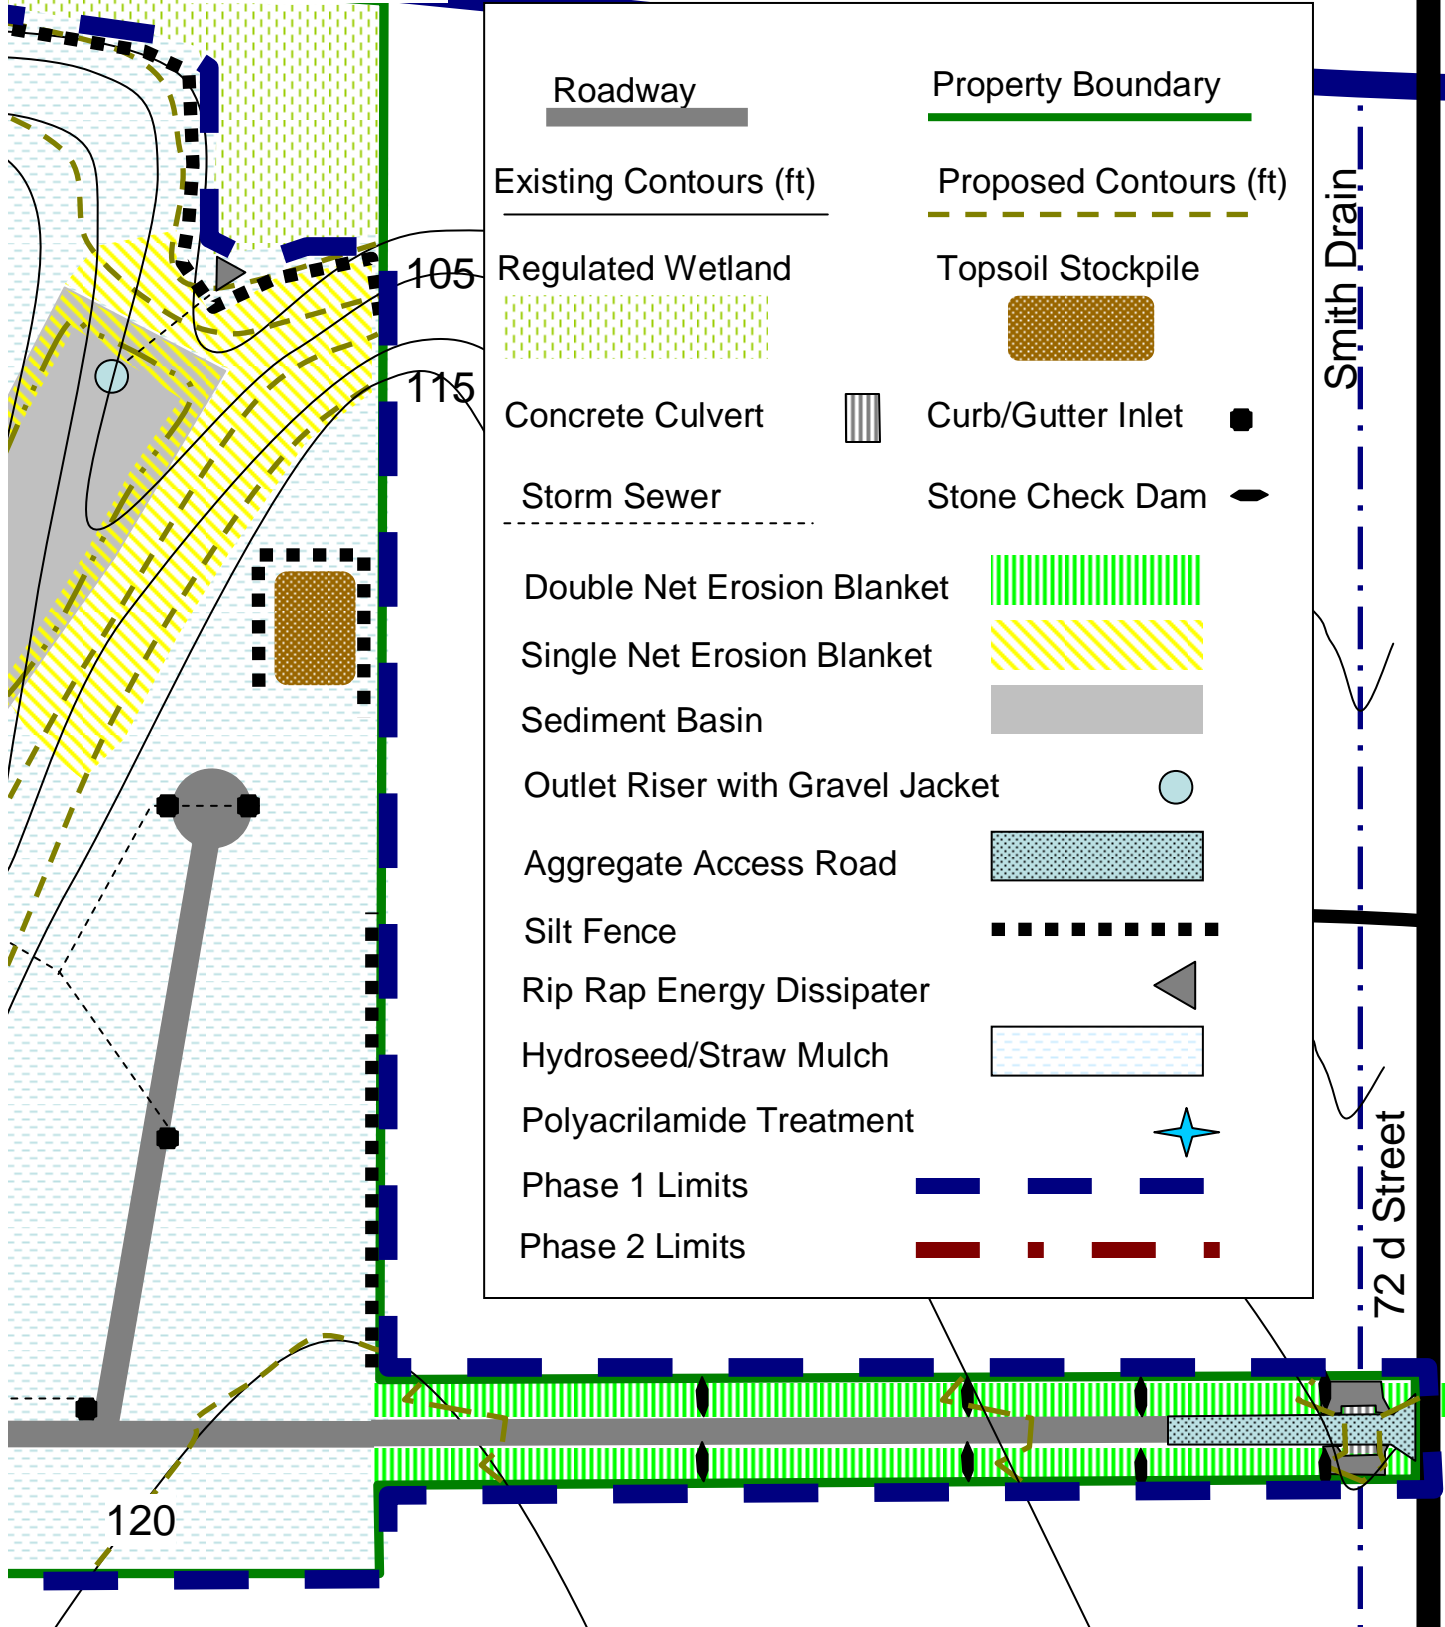 Roadway
Property Boundary
Existing Contours (ft)
Proposed Contours (ft)
105
Regulated Wetland
Topsoil Stockpile
Smith Drain
115
Concrete Culvert
Curb/Gutter Inlet
Storm Sewer
Stone Check Dam
Double Net Erosion Blanket
Single Net Erosion Blanket
Sediment Basin
Outlet Riser with Gravel Jacket
Aggregate Access Road
Silt Fence
Rip Rap Energy Dissipater
Hydroseed/Straw Mulch
Polyacrilamide Treatment
Phase 1 Limits
Phase 2 Limits
72 d Street
120